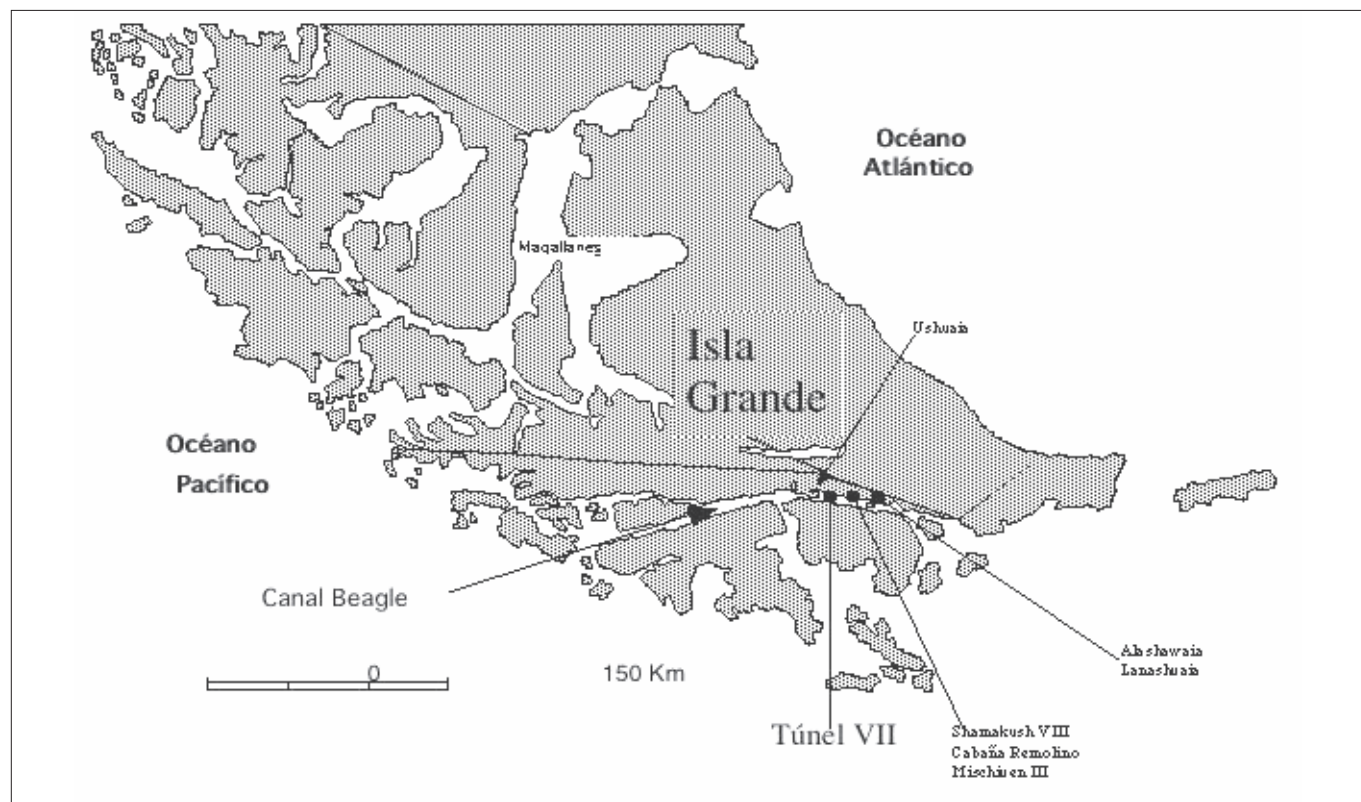 Océano
Atlántico
Magallanes
Isla
Grande
Ushuaia
Océano
Pacífico
Canal Beagle
0
150 Km
Alashawaia
Lanashuaia
Túnel VII
Shamakush VIII
Cabaña Remolino
Mischiuen III